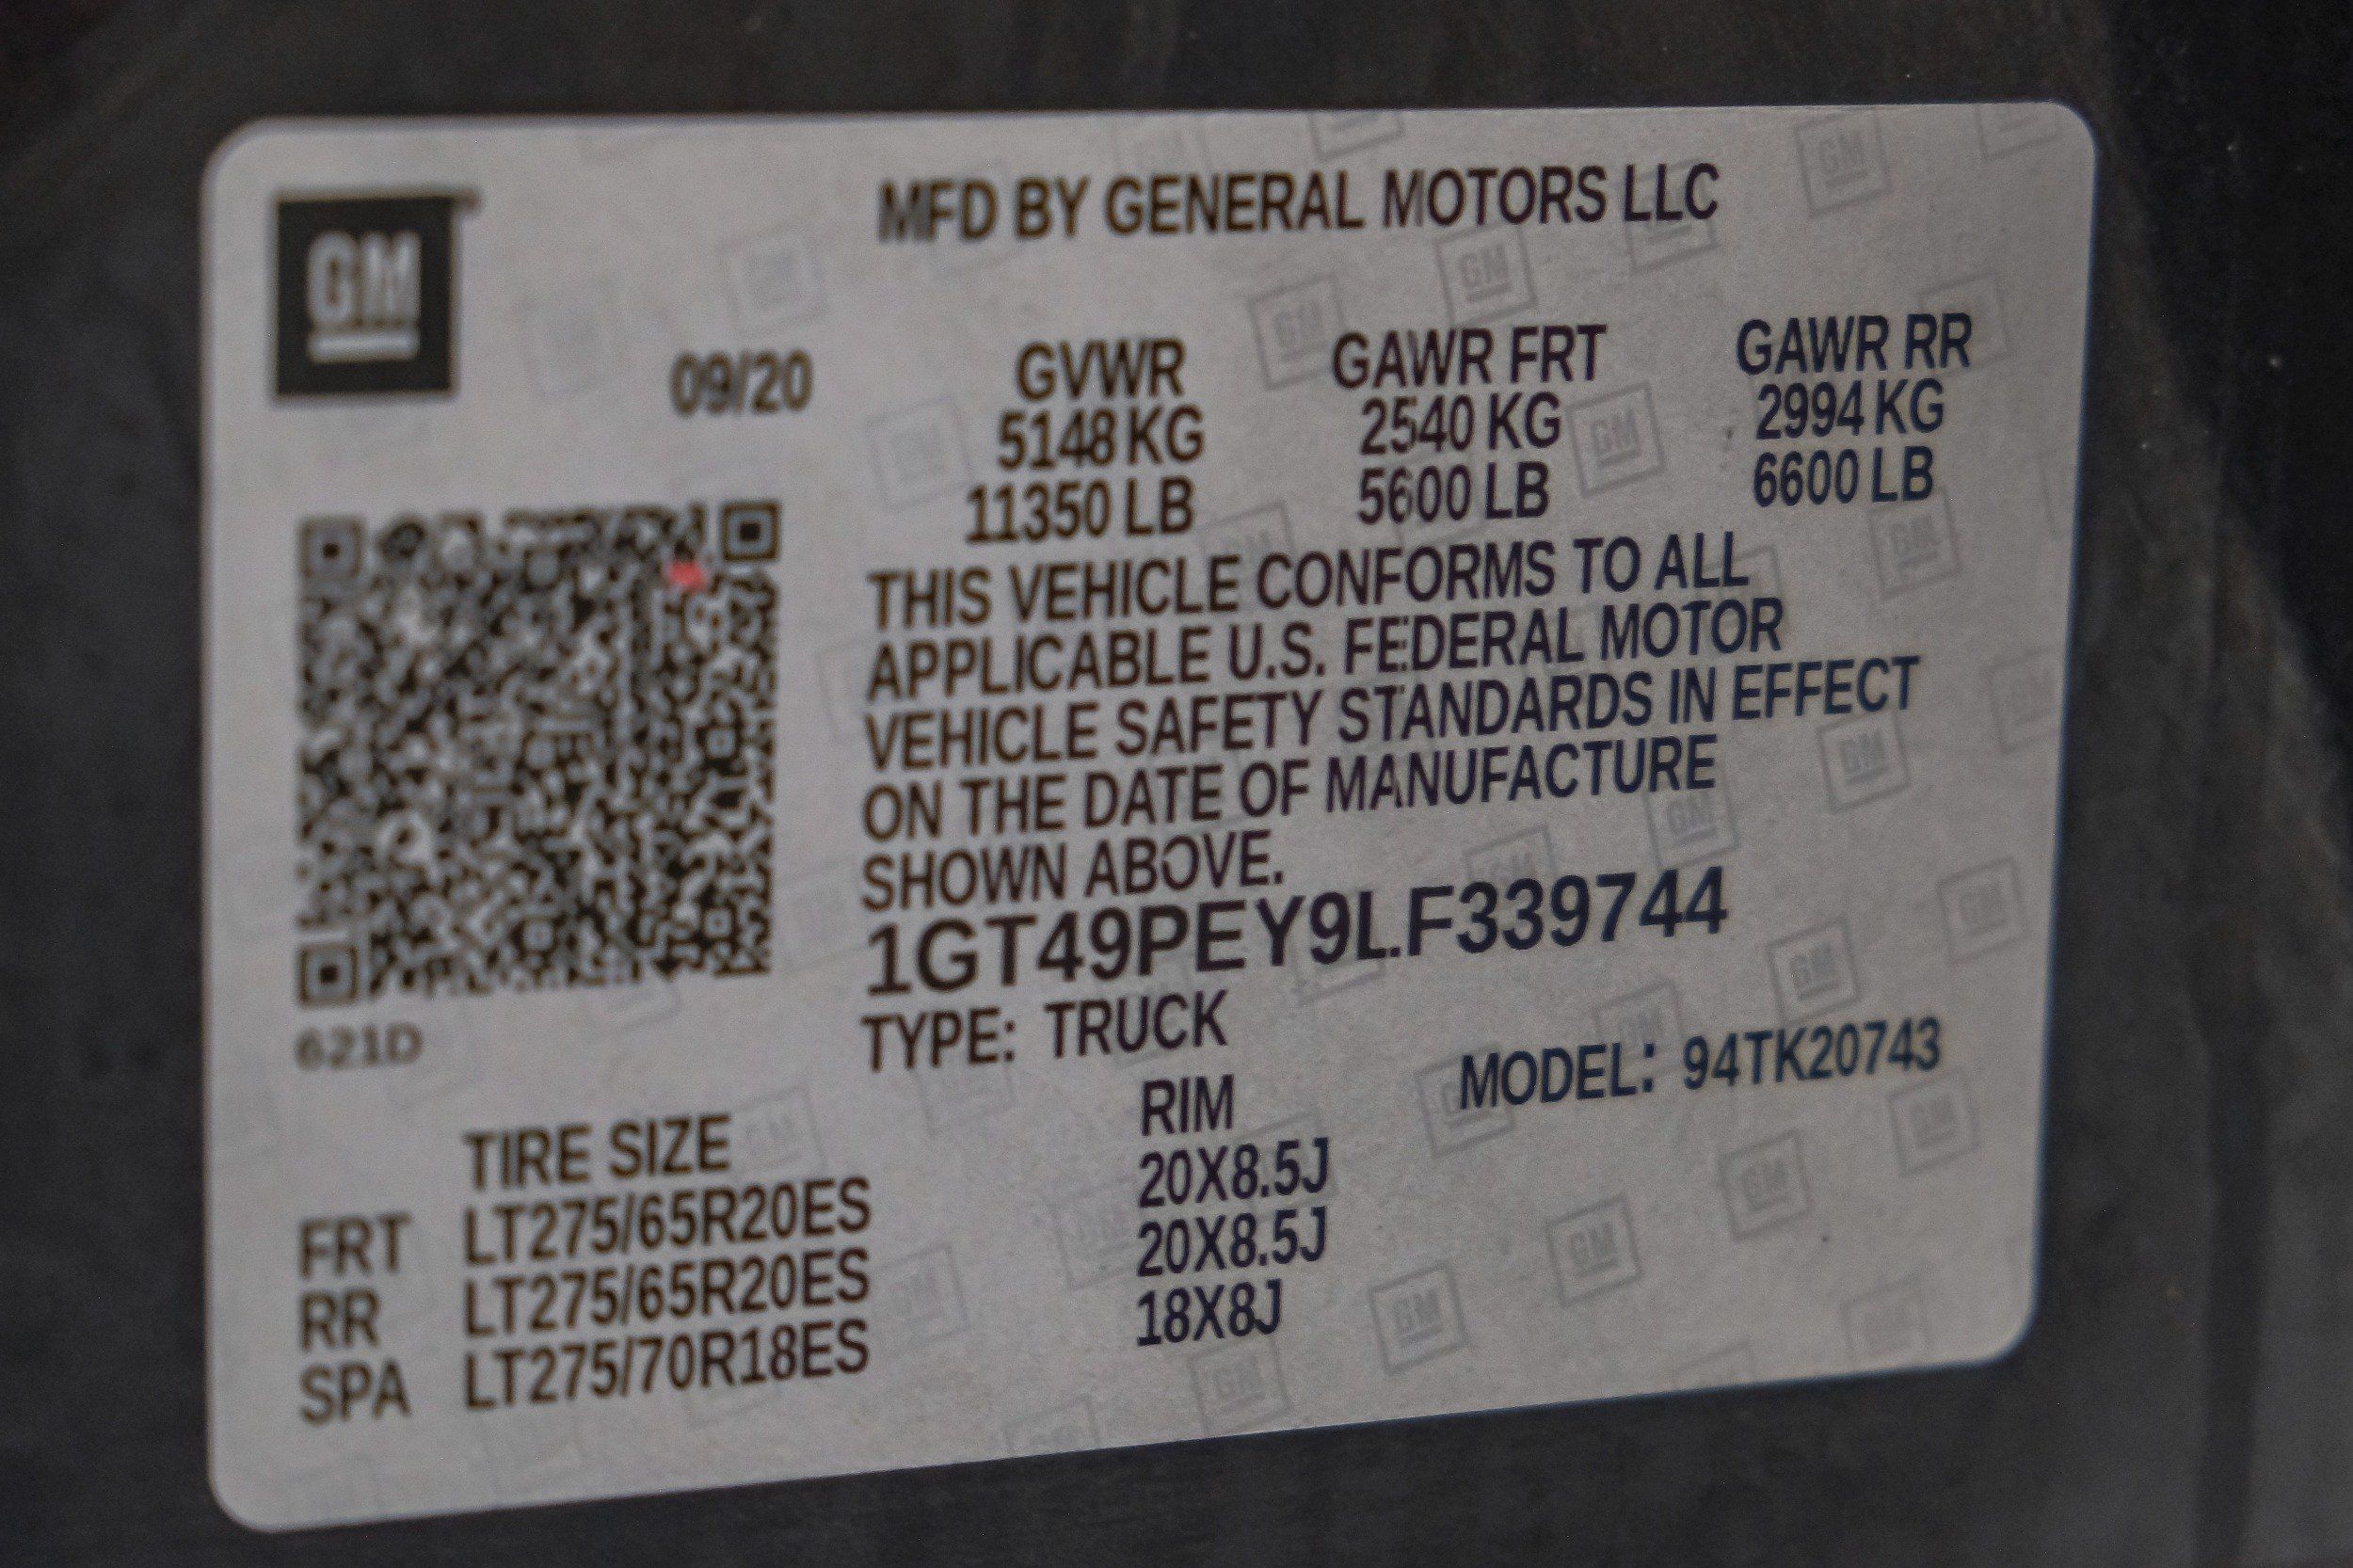 GM
MFD BY GENERAL MOTORS LLC
09/20
GVWR GAWR FRT GAWR RR
5148 KG 2540 KG 2994 KG
11350 LB 5600 LB 6600 LB
THIS VEHICLE CONFORMS TO ALL
APPLICABLE U.S. FEDERAL MOTOR
VEHICLE SAFETY STANDARDS IN EFFECT
ON THE DATE OF MANUFACTURE
SHOWN ABOVE.
1GT49PEY9LF339744
621D
TYPE: TRUCK MODEL: 94TK20743
TIRE SIZE RIM
FRT LT275/65R20ES 20X8.5J
RR LT275/65R20ES 20X8.5J
SPA LT275/70R18ES 18X8J